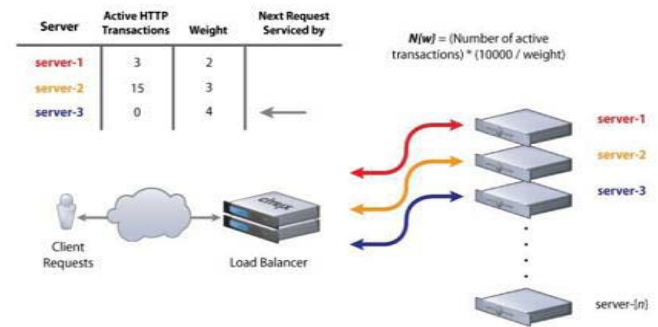 Server Active HTTP Transactions Weight Next Request Serviced by
server-1 3 2
server-2 15 3
server-3 0 4
N(w) = (Number of active
transactions) * (10000 / weight)
server-1
server-2
server-3
citrix
Client
Requests
Load Balancer
server-(n)